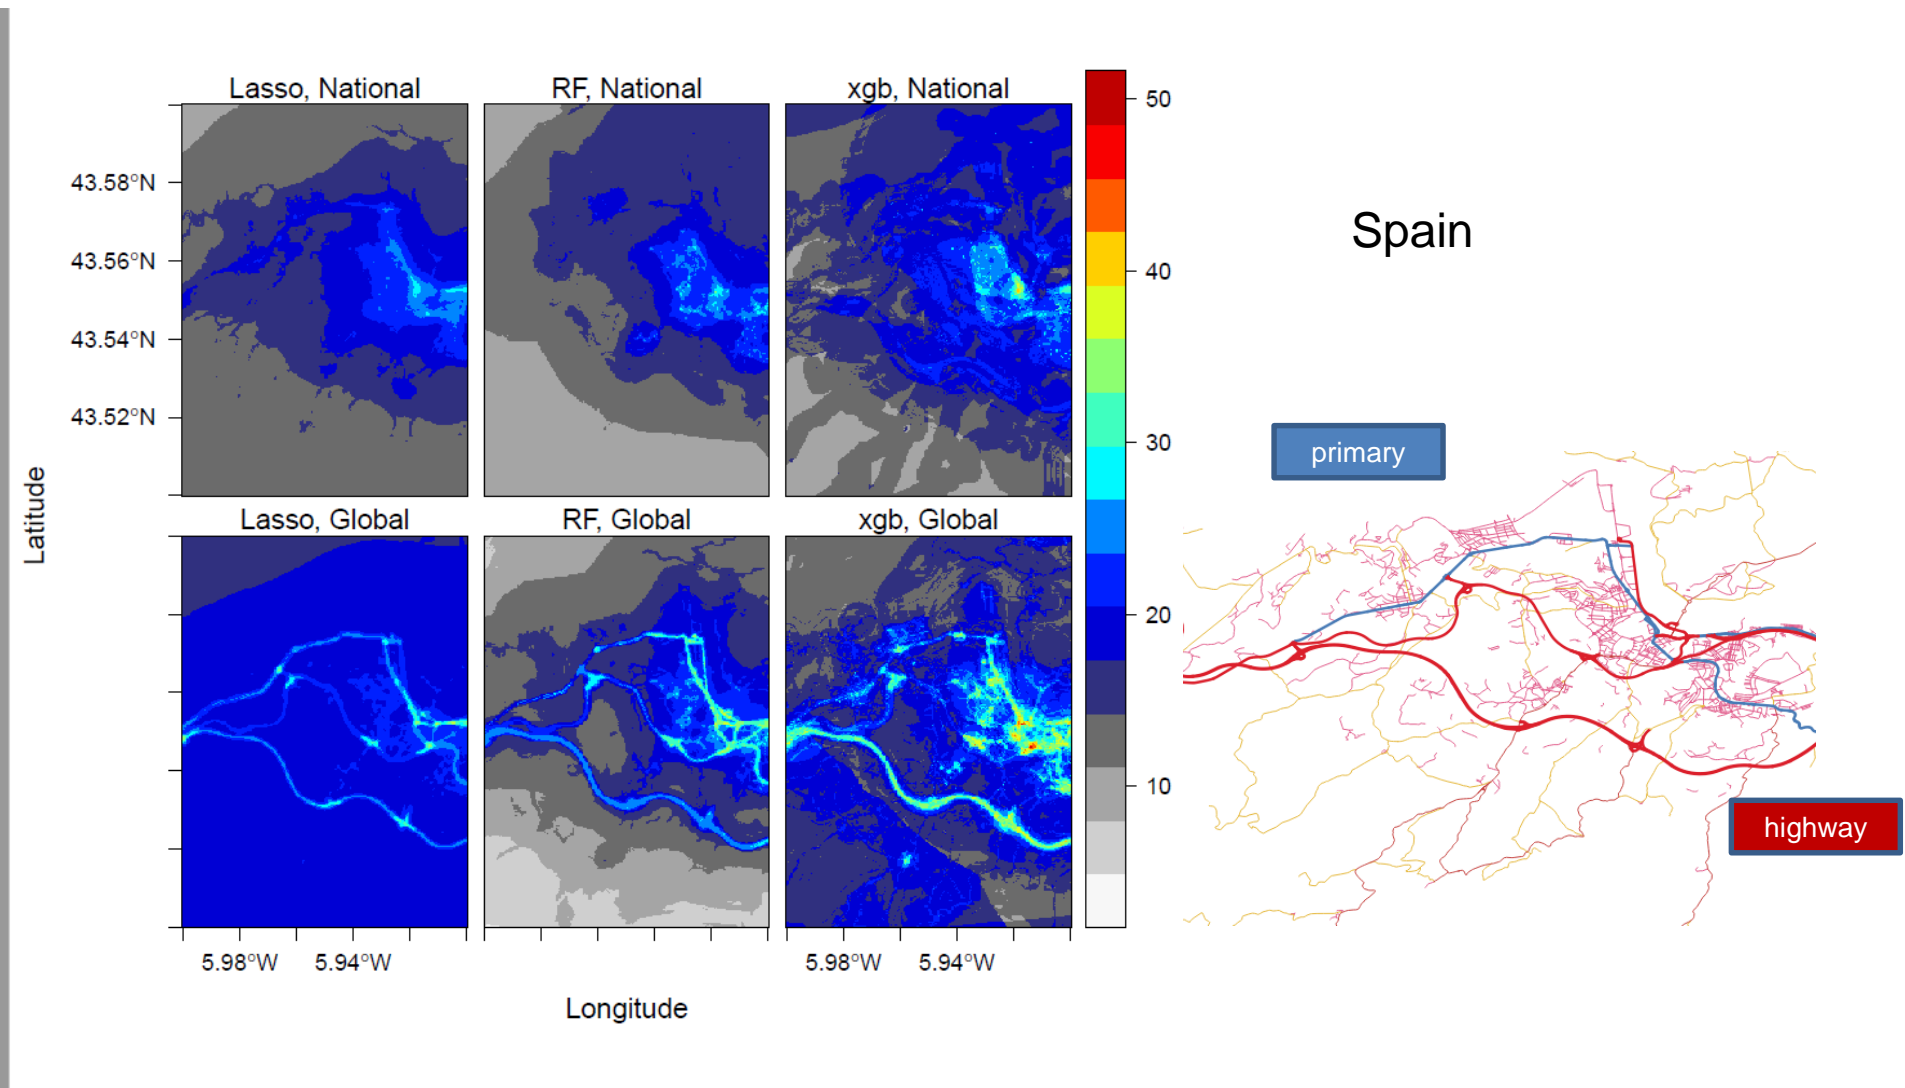 Lasso, National
RF, National
xgb, National
50
40
30
20
10
43.58°N
43.56°N
43.54°N
43.52°N
Latitude
Lasso, Global
RF, Global
xgb, Global
5.98°W
5.94°W
5.98°W
5.94°W
Longitude
Spain
primary
highway